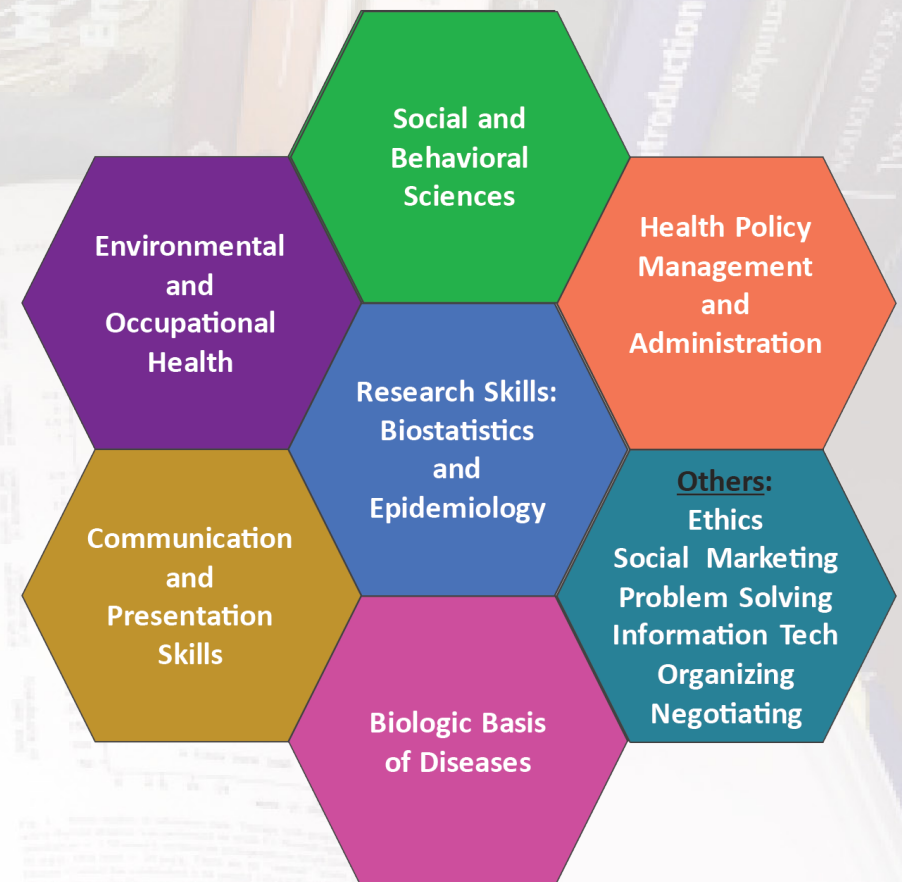 Social and
Behavioral
Sciences
Environmental
and
Occupational
Health
Health Policy
Management
and
Administration
Research Skills:
Biostatistics
and
Epidemiology
Communication
and
Presentation
Skills
Others:
Ethics
Social Marketing
Problem Solving
Information Tech
Organizing
Negotiating
Biologic Basis
of Diseases